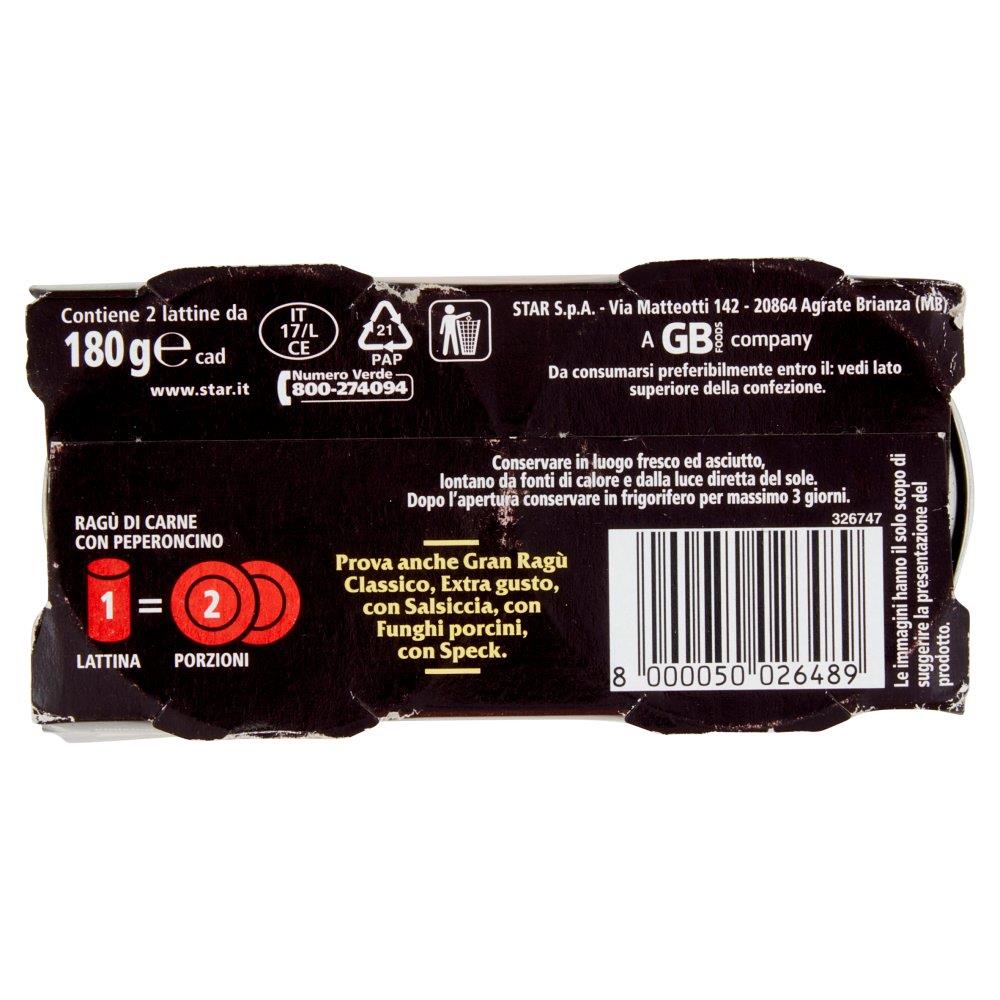 Contiene 2 lattine da
180 g ℮ cad
www.star.it
IT
17/L
CE
21
PAP
Numero Verde
800-274094
STAR S.p.A. - Via Matteotti 142 - 20864 Agrate Brianza (MB)
A GB FOODS company
Da consumarsi preferibilmente entro il: vedi lato
superiore della confezione.
Conservare in luogo fresco ed asciutto,
lontano da fonti di calore e dalla luce diretta del sole.
Dopo l'apertura conservare in frigorifero per massimo 3 giorni.
RAGÙ DI CARNE
CON PEPERONCINO
1 = 2
LATTINA PORZIONI
Prova anche Gran Ragù
Classico, Extra gusto,
con Salsiccia, con
Funghi porcini,
con Speck.
326747
8 000050 026489
Le immagini hanno il solo scopo di
suggerire la presentazione del
prodotto.